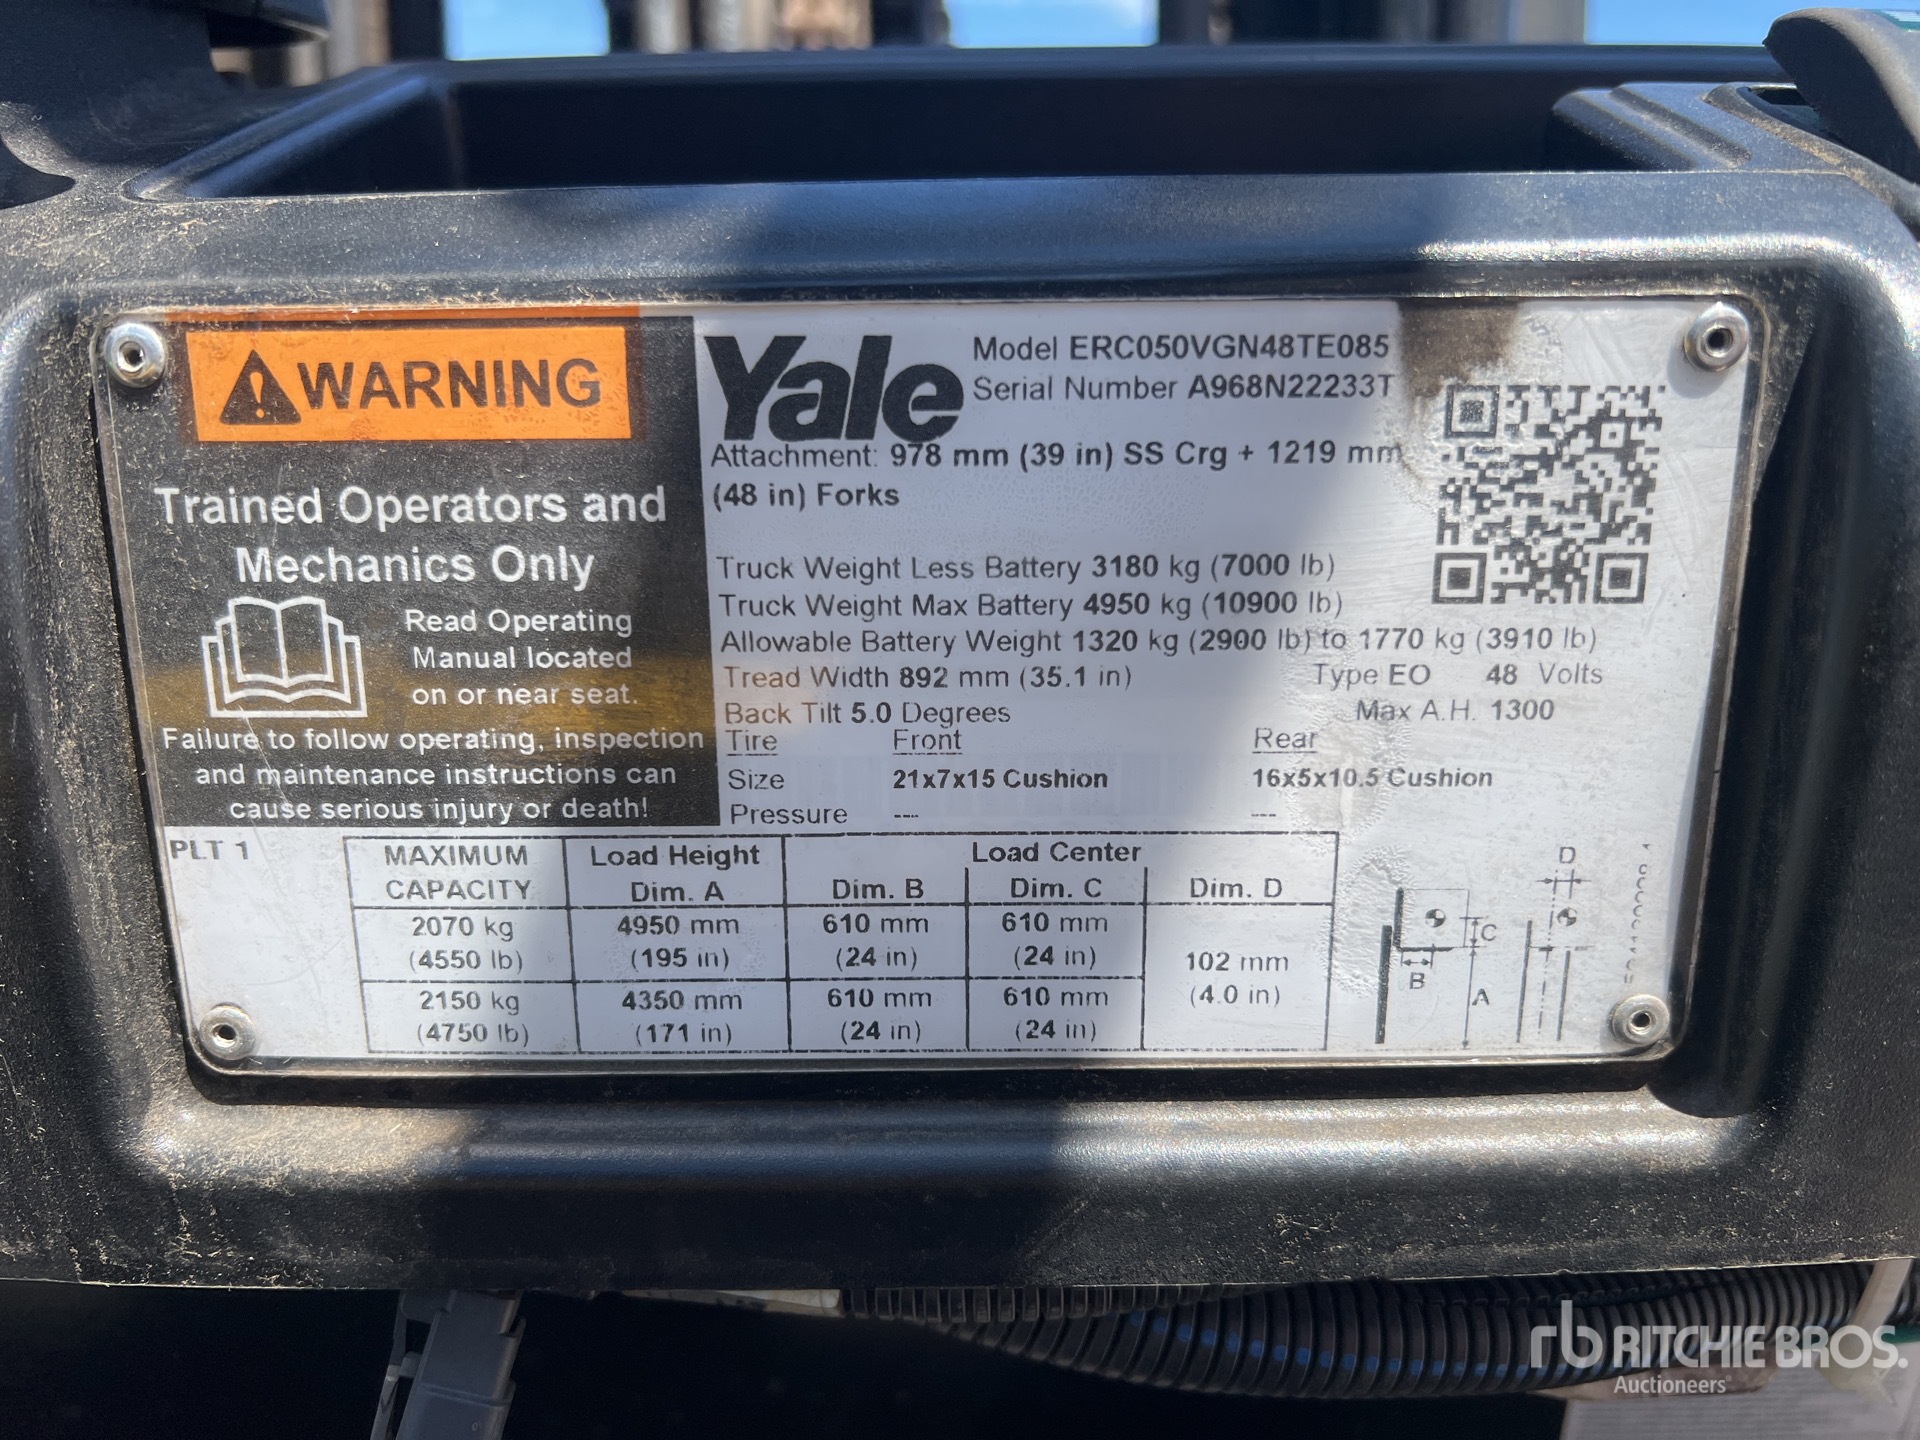 WARNING
Trained Operators and
Mechanics Only
Read Operating
Manual located
on or near seat.
Failure to follow operating, inspection
and maintenance instructions can
cause serious injury or death!
Yale
Model ERC050VGN48TE085
Serial Number A968N22233T
Attachment: 978 mm (39 in) SS Crg + 1219 mm
(48 in) Forks
Truck Weight Less Battery 3180 kg (7000 lb)
Truck Weight Max Battery 4950 kg (10900 lb)
Allowable Battery Weight 1320 kg (2900 lb) to 1770 kg (3910 lb)
Tread Width 892 mm (35.1 in) Type EO 48 Volts
Back Tilt 5.0 Degrees Max A.H. 1300
Tire Front Rear
Size 21x7x15 Cushion 16x5x10.5 Cushion
Pressure --- ---
PLT 1
MAXIMUM Load Height Load Center
CAPACITY Dim. A Dim. B Dim. C Dim. D
2070 kg 4950 mm 610 mm 610 mm
(4550 lb) (195 in) (24 in) (24 in)
102 mm
(4.0 in)
2150 kg 4350 mm 610 mm 610 mm
(4750 lb) (171 in) (24 in) (24 in)
D
C
B
A
rb RITCHIE BROS.
Auctioneers